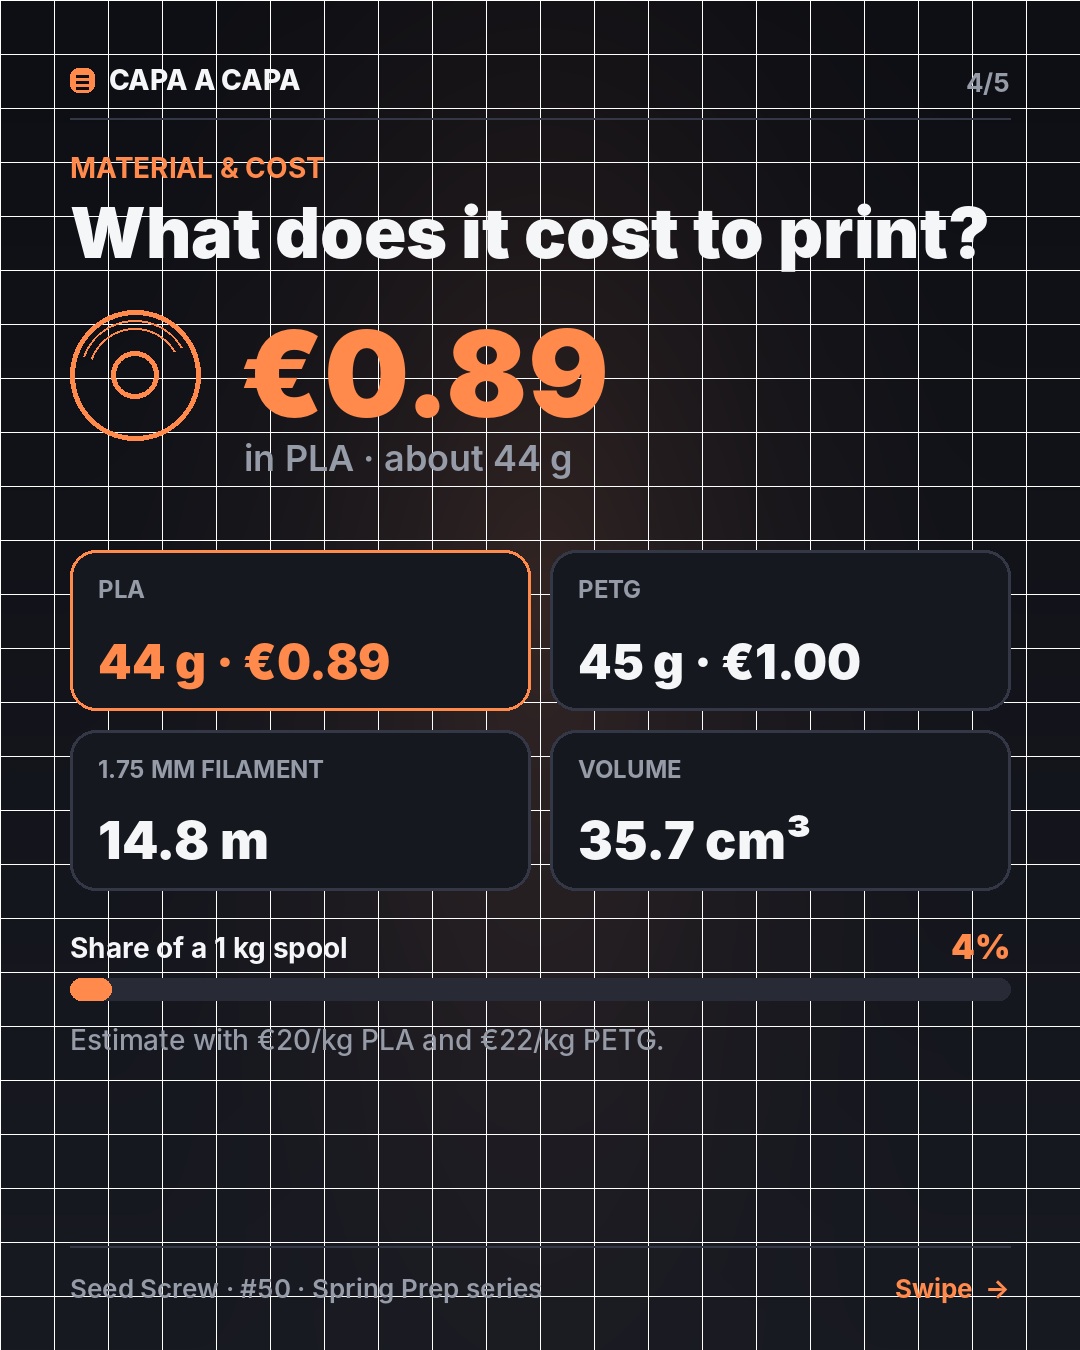 CAPA A CAPA
4/5
MATERIAL & COST
What does it cost to print?
€0.89
in PLA · about 44 g
PLA
44 g · €0.89
PETG
45 g · €1.00
1.75 MM FILAMENT
14.8 m
VOLUME
35.7 cm³
Share of a 1 kg spool
4%
Estimate with €20/kg PLA and €22/kg PETG.
Seed Screw · #50 · Spring Prep series
Swipe →